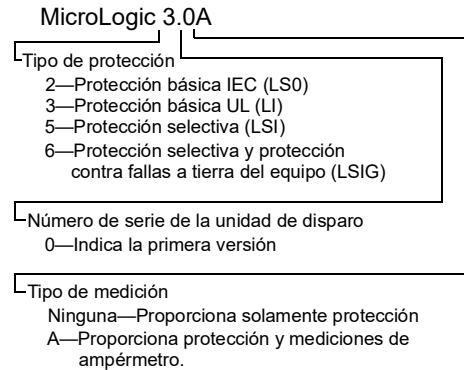 MicroLogic 3.0A
Tipo de protección
2—Protección básica IEC (LS0)
3—Protección básica UL (LI)
5—Protección selectiva (LSI)
6—Protección selectiva y protección
contra fallas a tierra del equipo (LSIG)
Número de serie de la unidad de disparo
0—Indica la primera versión
Tipo de medición
Ninguna—Proporciona solamente protección
A—Proporciona protección y mediciones de
ampérmetro.